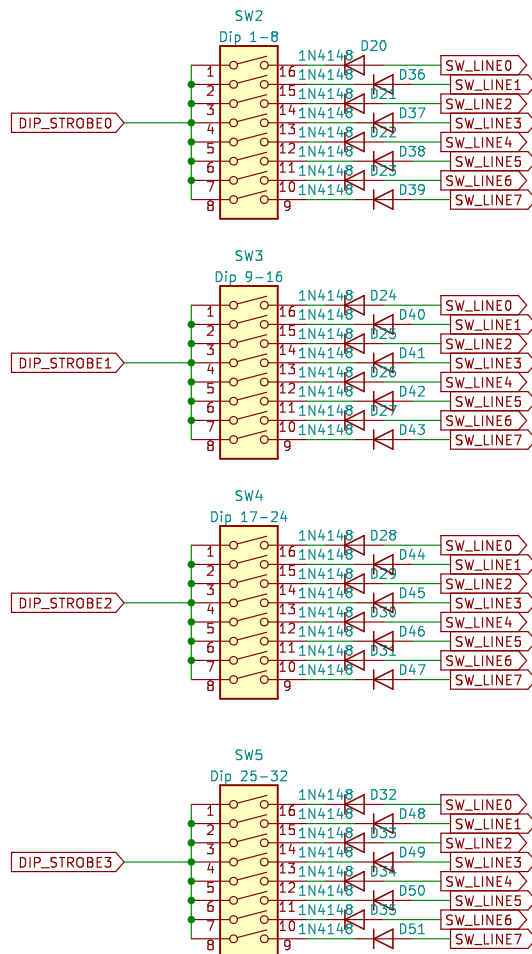 SW2
Dip 1-8
DIP_STROBE0
1 16 1N4148 D20 SW_LINE0
2 15 1N4148 D36 SW_LINE1
3 14 1N4148 D21 SW_LINE2
4 13 1N4148 D37 SW_LINE3
5 12 1N4148 D22 SW_LINE4
6 11 1N4148 D38 SW_LINE5
7 10 1N4148 D23 SW_LINE6
8 9 1N4148 D39 SW_LINE7
SW3
Dip 9-16
DIP_STROBE1
1 16 1N4148 D24 SW_LINE0
2 15 1N4148 D40 SW_LINE1
3 14 1N4148 D25 SW_LINE2
4 13 1N4148 D41 SW_LINE3
5 12 1N4148 D26 SW_LINE4
6 11 1N4148 D42 SW_LINE5
7 10 1N4148 D27 SW_LINE6
8 9 1N4148 D43 SW_LINE7
SW4
Dip 17-24
DIP_STROBE2
1 16 1N4148 D28 SW_LINE0
2 15 1N4148 D44 SW_LINE1
3 14 1N4148 D29 SW_LINE2
4 13 1N4148 D45 SW_LINE3
5 12 1N4148 D30 SW_LINE4
6 11 1N4148 D46 SW_LINE5
7 10 1N4148 D31 SW_LINE6
8 9 1N4148 D47 SW_LINE7
SW5
Dip 25-32
DIP_STROBE3
1 16 1N4148 D32 SW_LINE0
2 15 1N4148 D48 SW_LINE1
3 14 1N4148 D33 SW_LINE2
4 13 1N4148 D49 SW_LINE3
5 12 1N4148 D34 SW_LINE4
6 11 1N4148 D50 SW_LINE5
7 10 1N4148 D35 SW_LINE6
8 9 1N4148 D51 SW_LINE7